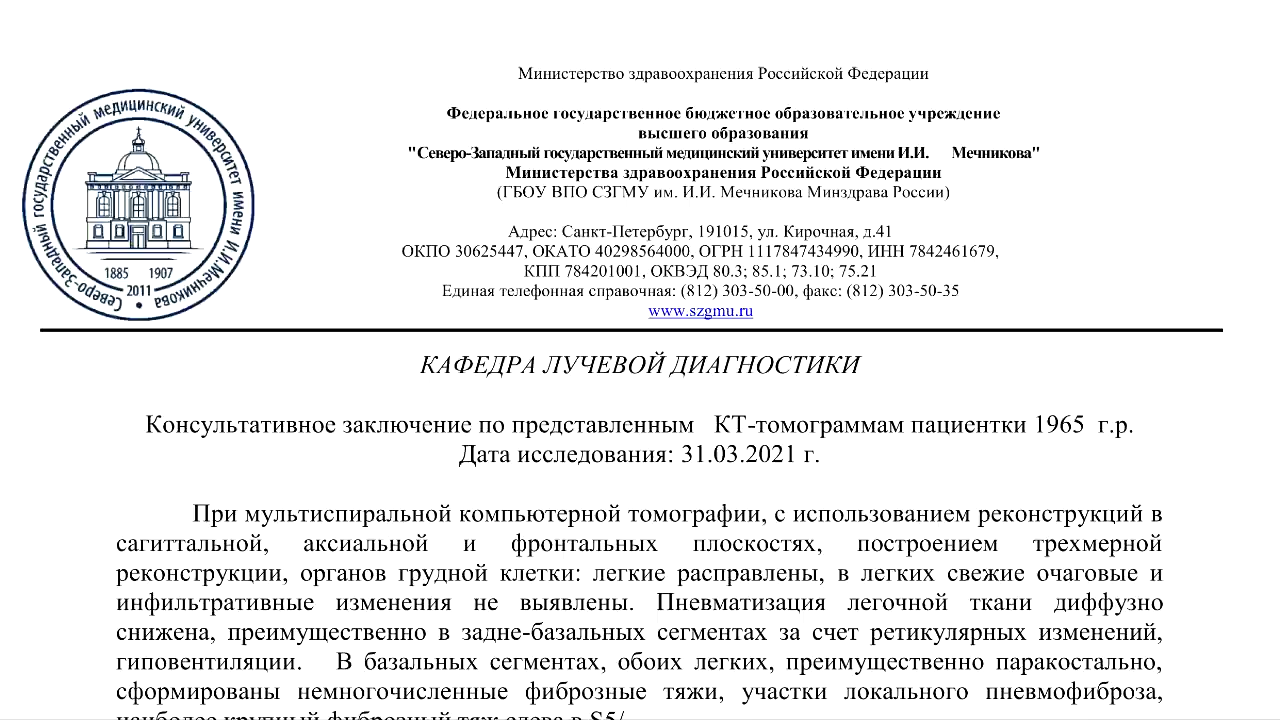 Министерство здравоохранения Российской Федерации
Федеральное государственное бюджетное образовательное учреждение
высшего образования
"Северо-Западный государственный медицинский университет имени И.И. Мечникова"
Министерства здравоохранения Российской Федерации
(ГБОУ ВПО СЗГМУ им. И.И. Мечникова Минздрава России)
Адрес: Санкт-Петербург, 191015, ул. Кирочная, д.41
ОКПО 30625447, ОКАТО 40298564000, ОГРН 1117847434990, ИНН 7842461679,
КПП 784201001, ОКВЭД 80.3; 85.1; 73.10; 75.21
Единая телефонная справочная: (812) 303-50-00, факс: (812) 303-50-35
www.szgmu.ru
Северо-Западный государственный медицинский университет имени И.И.Мечникова
1885 1907
2011
КАФЕДРА ЛУЧЕВОЙ ДИАГНОСТИКИ
Консультативное заключение по представленным КТ-томограммам пациентки 1965 г.р.
Дата исследования: 31.03.2021 г.
При мультиспиральной компьютерной томографии, с использованием реконструкций в
сагиттальной, аксиальной и фронтальных плоскостях, построением трехмерной
реконструкции, органов грудной клетки: легкие расправлены, в легких свежие очаговые и
инфильтративные изменения не выявлены. Пневматизация легочной ткани диффузно
снижена, преимущественно в задне-базальных сегментах за счет ретикулярных изменений,
гиповентиляции. В базальных сегментах, обоих легких, преимущественно паракостально,
сформированы немногочисленные фиброзные тяжи, участки локального пневмофиброза,
наиболее крупный фиброзный тяж слева в S5/